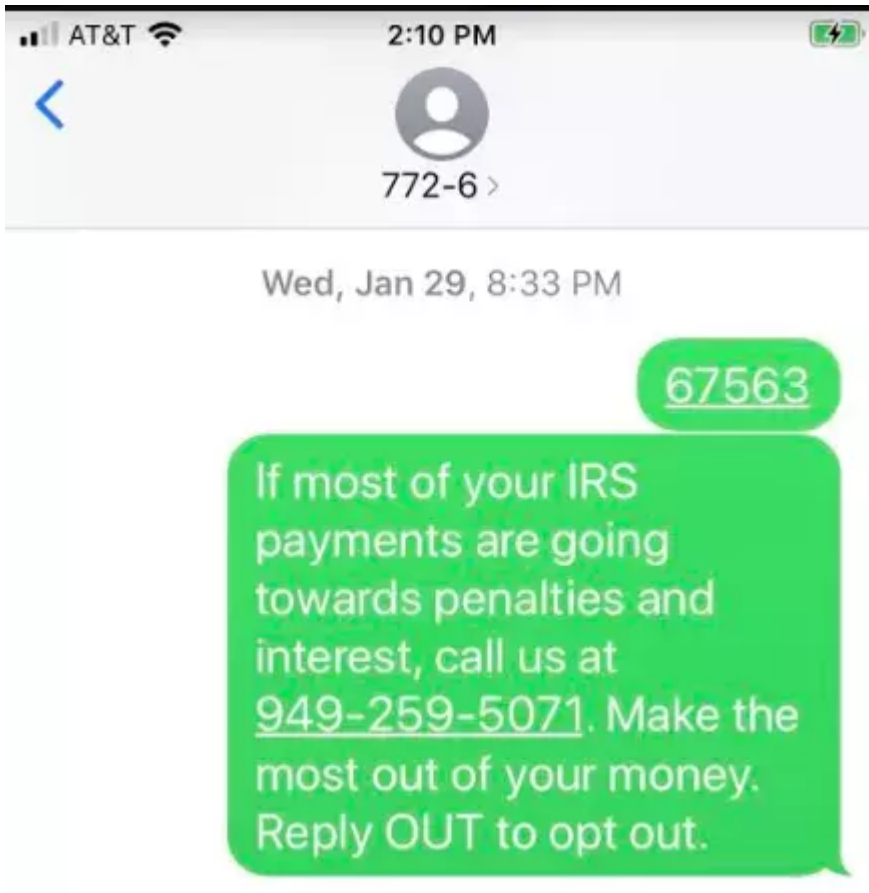 AT&T 2:10 PM
772-6 >
Wed, Jan 29, 8:33 PM
67563
If most of your IRS
payments are going
towards penalties and
interest, call us at
949-259-5071. Make the
most out of your money.
Reply OUT to opt out.